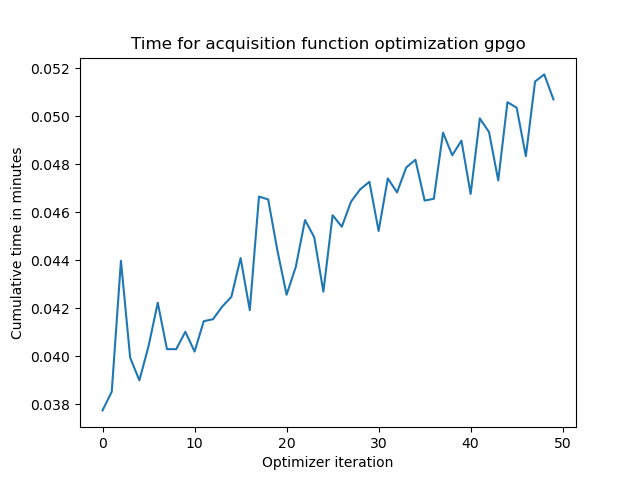 Time for acquisition function optimization gpgo
0.052
0.050
0.048
0.046
0.044
0.042
0.040
0.038
Cumulative time in minutes
0 10 20 30 40 50
Optimizer iteration